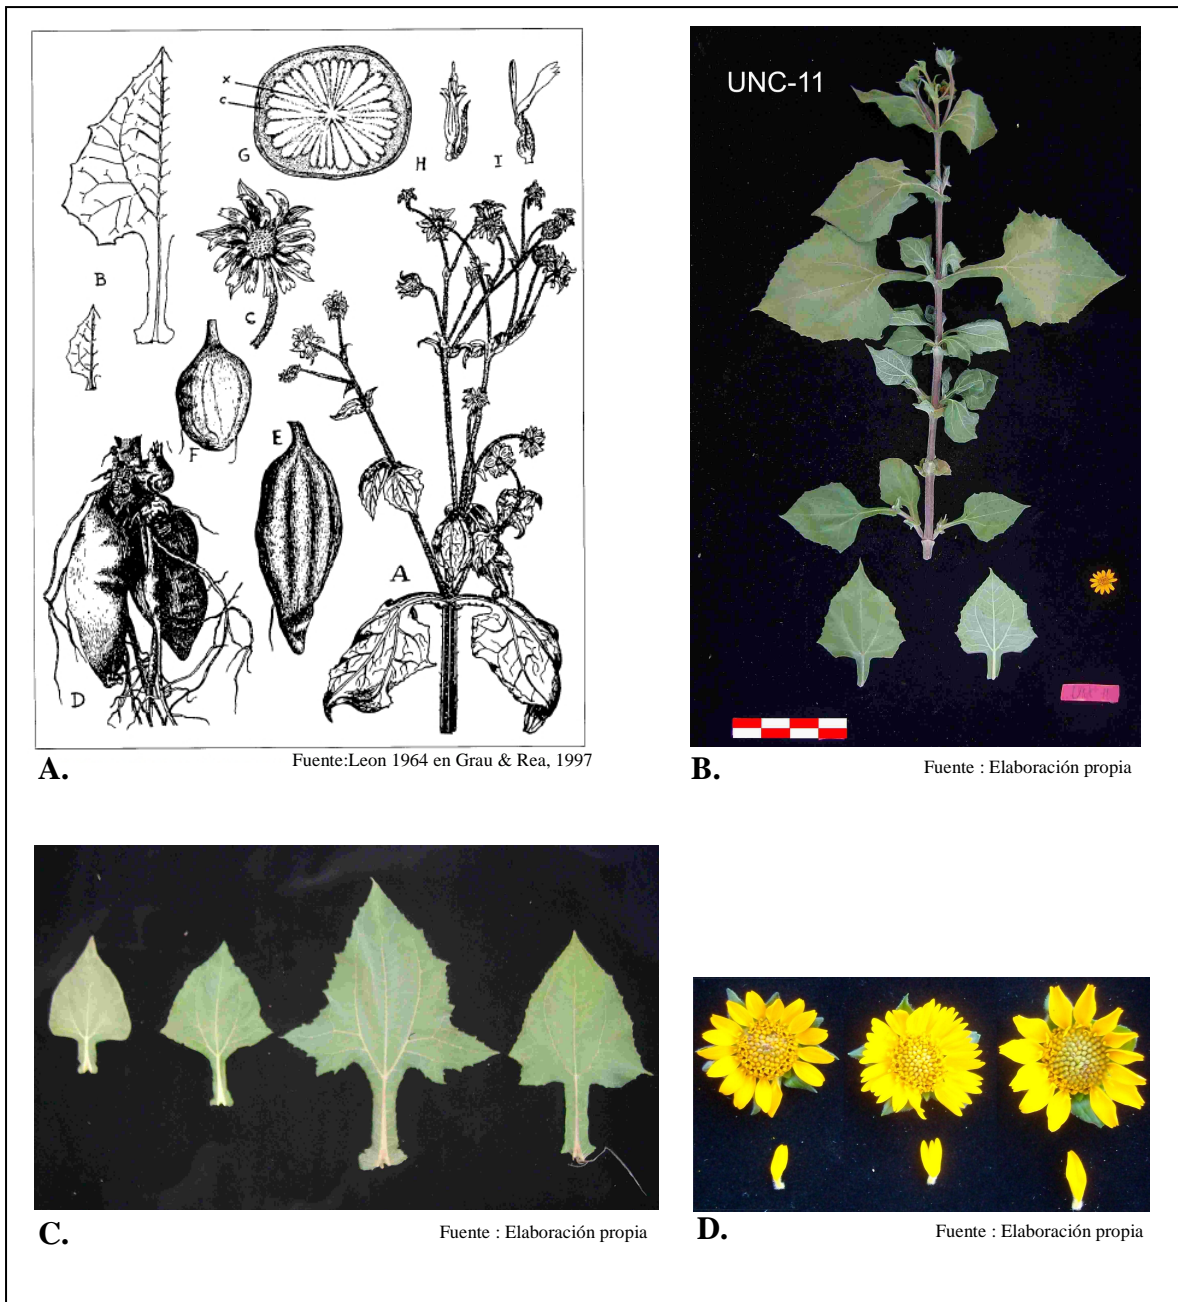 x
c
G
H
I
B
C
F
E
A
D
Fuente:Leon 1964 en Grau & Rea, 1997
A.
UNC-11
Fuente : Elaboración propia
B.
Fuente : Elaboración propia
C.
Fuente : Elaboración propia
D.